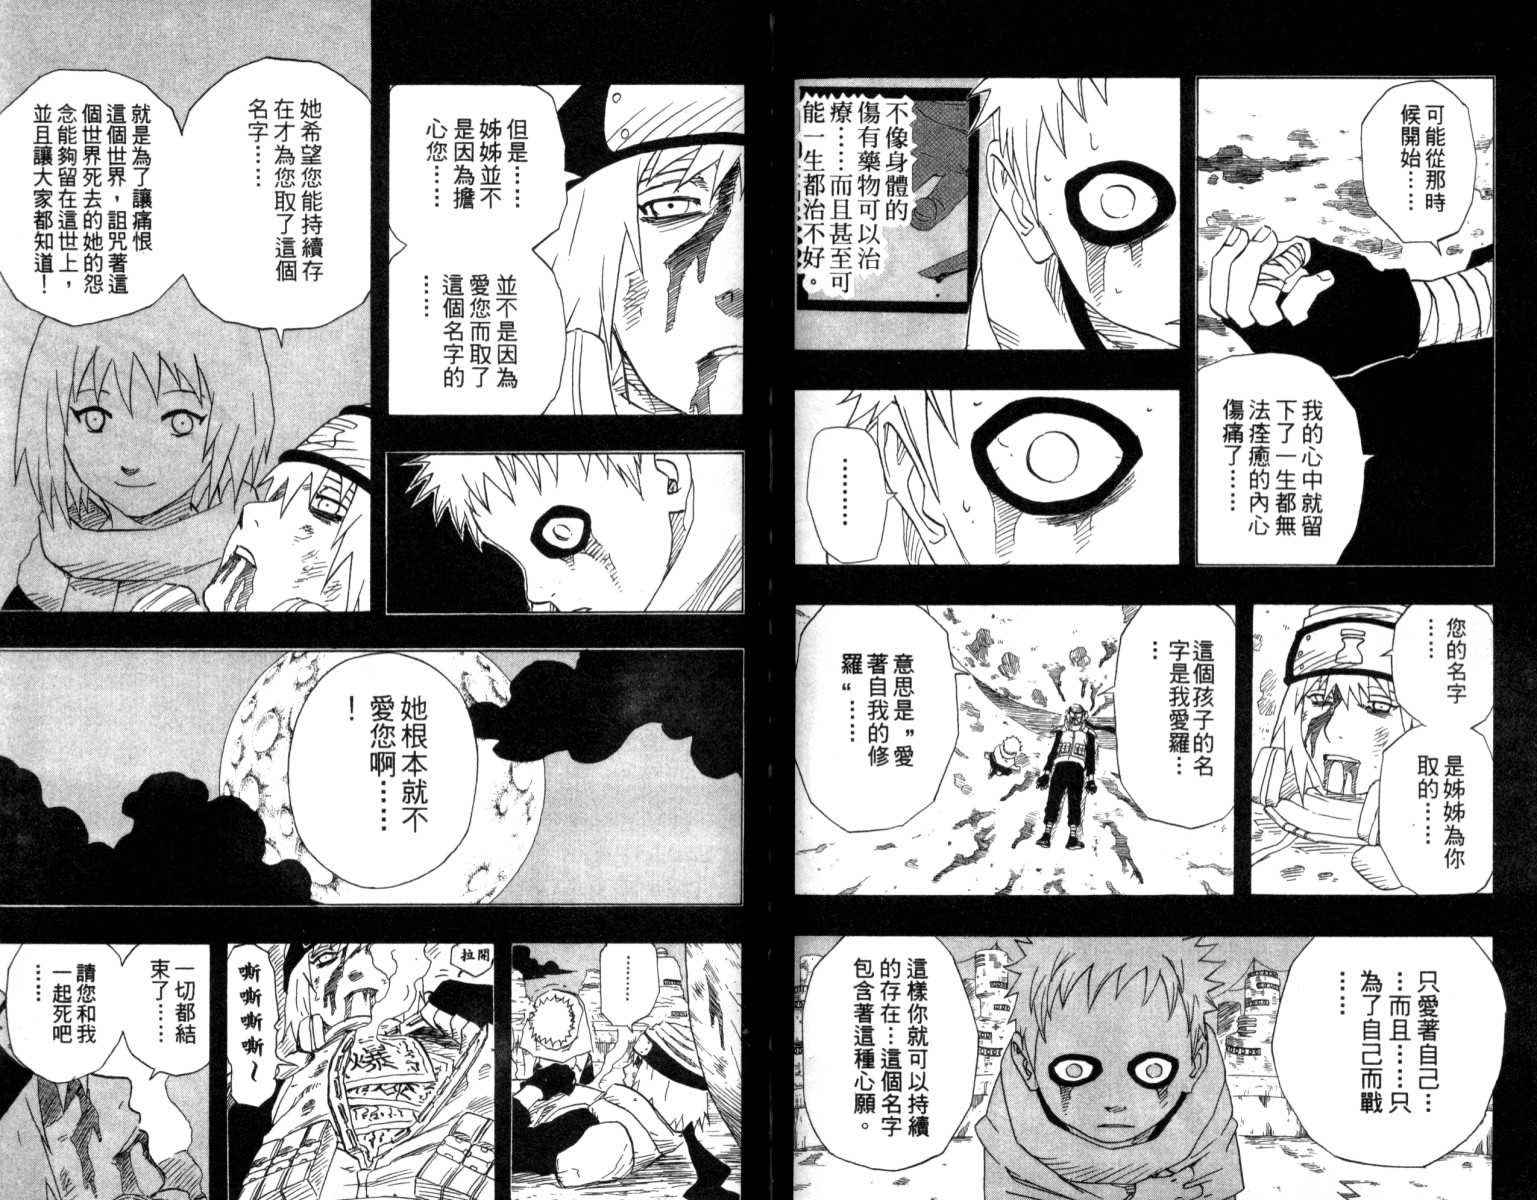 可能從那時
候開始……
我的心中就留
下了一生都無
法痊癒的內心
傷痛了……
不像身體的
傷有藥物可以治
療……而且甚至可
能一生都治不好。
………
您的名字
……
是姊姊為你
取的……
這個孩子的名
字是我愛羅…
…
意思是”愛
著自我的修
羅“……
只愛著自己…
…而且……只
為了自己而戰
……
這樣你就可以持續
的存在…這個名字
包含著這種心願。
但是……
姊姊並不
是因為擔
心您……
並不是因為
愛您而取了
這個名字的
……
她希望您能持續存
在才為您取了這個
名字……
就是為了讓痛恨
這個世界，詛咒著這
個世界死去的她的怨
念能夠留在這世上，
並且讓大家都知道！
她根本就不
愛您啊……
！
………
拉開
嘶嘶嘶嘶～
爆
一切都結
束了……
請您和我
一起死吧
……